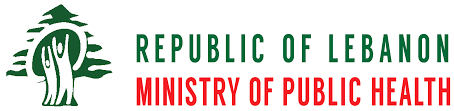 REPUBLIC OF LEBANON
MINISTRY OF PUBLIC HEALTH